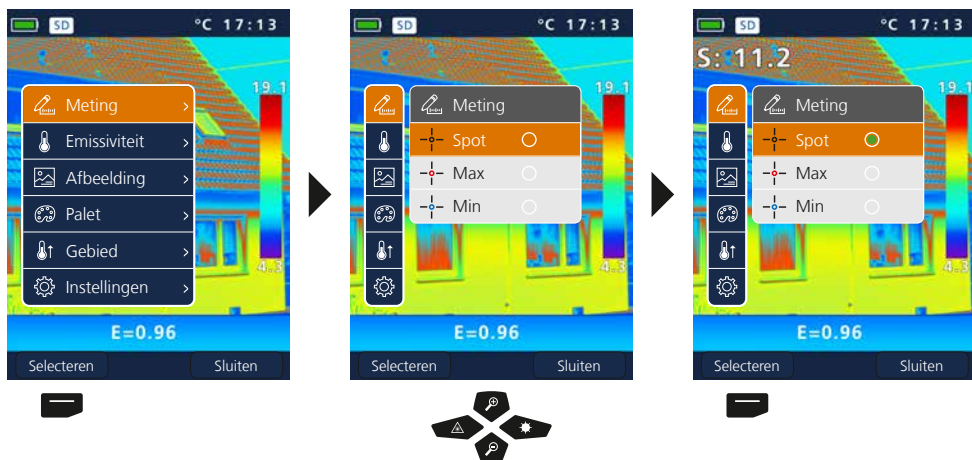 SD °C 17:13
19.1
Meting
Emissiviteit
Afbeelding
Palet
Gebied
Instellingen
4.3
E=0.96
Selecteren Sluiten
SD °C 17:13
19.1
Meting
Spot
Max
Min
4.3
E=0.96
Selecteren Sluiten
SD °C 17:13
S: 11.2
19.1
Meting
Spot
Max
Min
4.3
E=0.96
Selecteren Sluiten